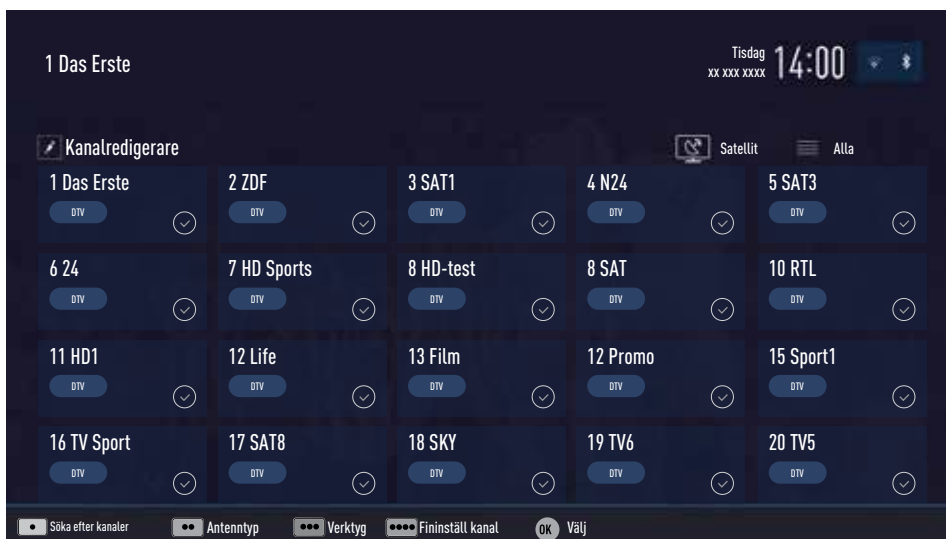 1 Das Erste
Tisdag
xx xxx xxxx
14:00
Kanalredigerare
Satellit
Alla
1 Das Erste 2 ZDF 3 SAT1 4 N24 5 SAT3
DTV DTV DTV DTV DTV
6 24 7 HD Sports 8 HD-test 8 SAT 10 RTL
DTV DTV DTV DTV DTV
11 HD1 12 Life 13 Film 12 Promo 15 Sport1
DTV DTV DTV DTV DTV
16 TV Sport 17 SAT8 18 SKY 19 TV6 20 TV5
DTV DTV DTV DTV DTV
Söka efter kanaler Antenntyp Verktyg Fininställ kanal OK Välj